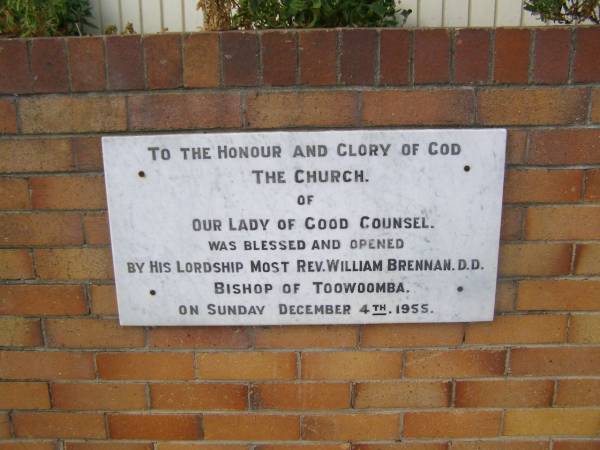 To the Honour and Glory of God
The Church.
of
Our Lady of Good Counsel.
was blessed and opened
by His Lordship Most Rev. William Brennan. D.D.
Bishop of Toowoomba.
on Sunday December 4th. 1955.